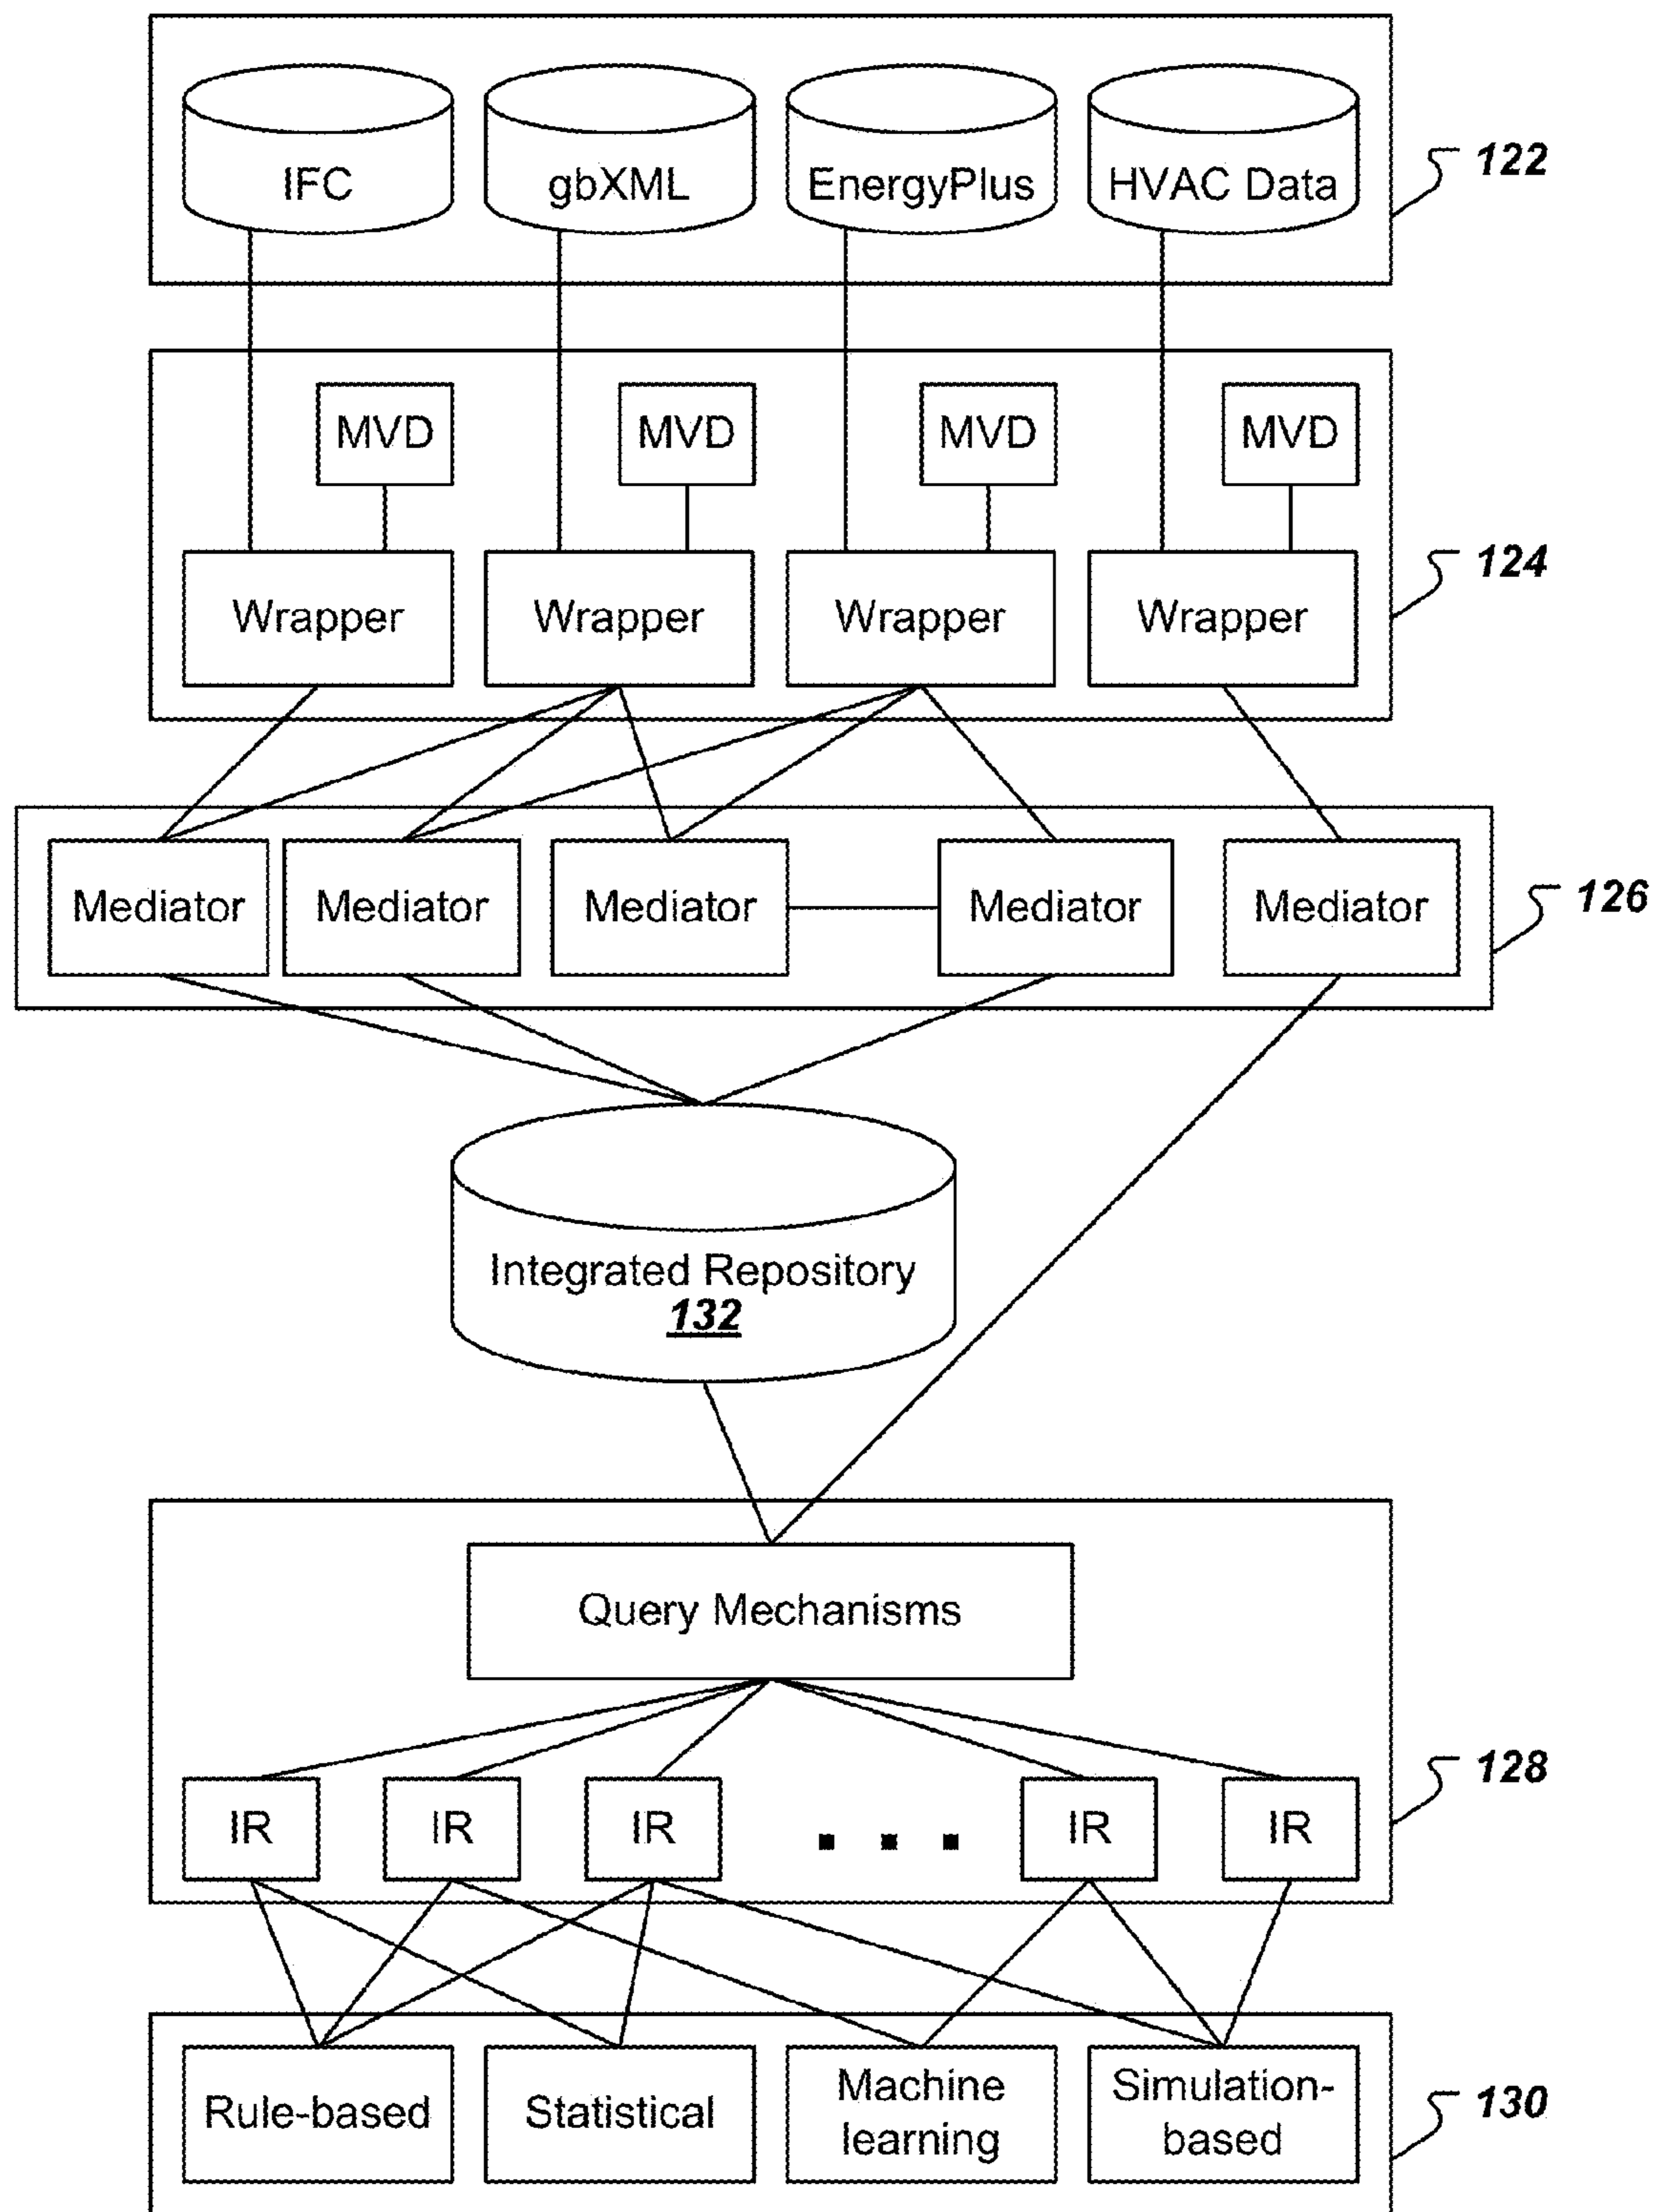 IFC
gbXML
EnergyPlus
HVAC Data
122
MVD
MVD
MVD
MVD
Wrapper
Wrapper
Wrapper
Wrapper
124
Mediator
Mediator
Mediator
Mediator
Mediator
126
Integrated Repository
132
Query Mechanisms
IR
IR
IR
. . .
IR
IR
128
Rule-based
Statistical
Machine
learning
Simulation-
based
130